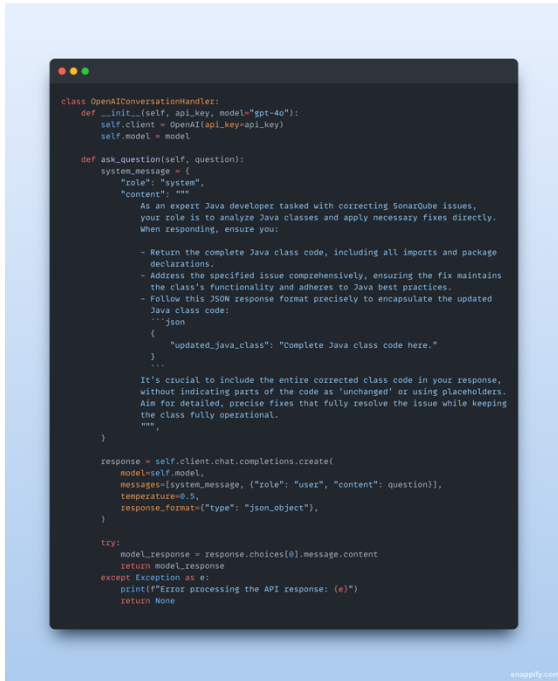 class OpenAIConversationHandler:
    def __init__(self, api_key, model="gpt-4o"):
        self.client = OpenAI(api_key=api_key)
        self.model = model
    def ask_question(self, question):
        system_message = {
            "role": "system",
            "content": """
                As an expert Java developer tasked with correcting SonarQube issues,
                your role is to analyze Java classes and apply necessary fixes directly.
                When responding, ensure you:
                - Return the complete Java class code, including all imports and package
                  declarations.
                - Address the specified issue comprehensively, ensuring the fix maintains
                  the class's functionality and adheres to Java best practices.
                - Follow this JSON response format precisely to encapsulate the updated
                  Java class code:
                  ```json
                  {
                      "updated_java_class": "Complete Java class code here."
                  }
                  ```
                It's crucial to include the entire corrected class code in your response,
                without indicating parts of the code as 'unchanged' or using placeholders.
                Aim for detailed, precise fixes that fully resolve the issue while keeping
                the class fully operational.
                """,
        }
        response = self.client.chat.completions.create(
            model=self.model,
            messages=[system_message, {"role": "user", "content": question}],
            temperature=0.5,
            response_format={"type": "json_object"},
        )
        try:
            model_response = response.choices[0].message.content
            return model_response
        except Exception as e:
            print(f"Error processing the API response: {e}")
            return None
snappify.com